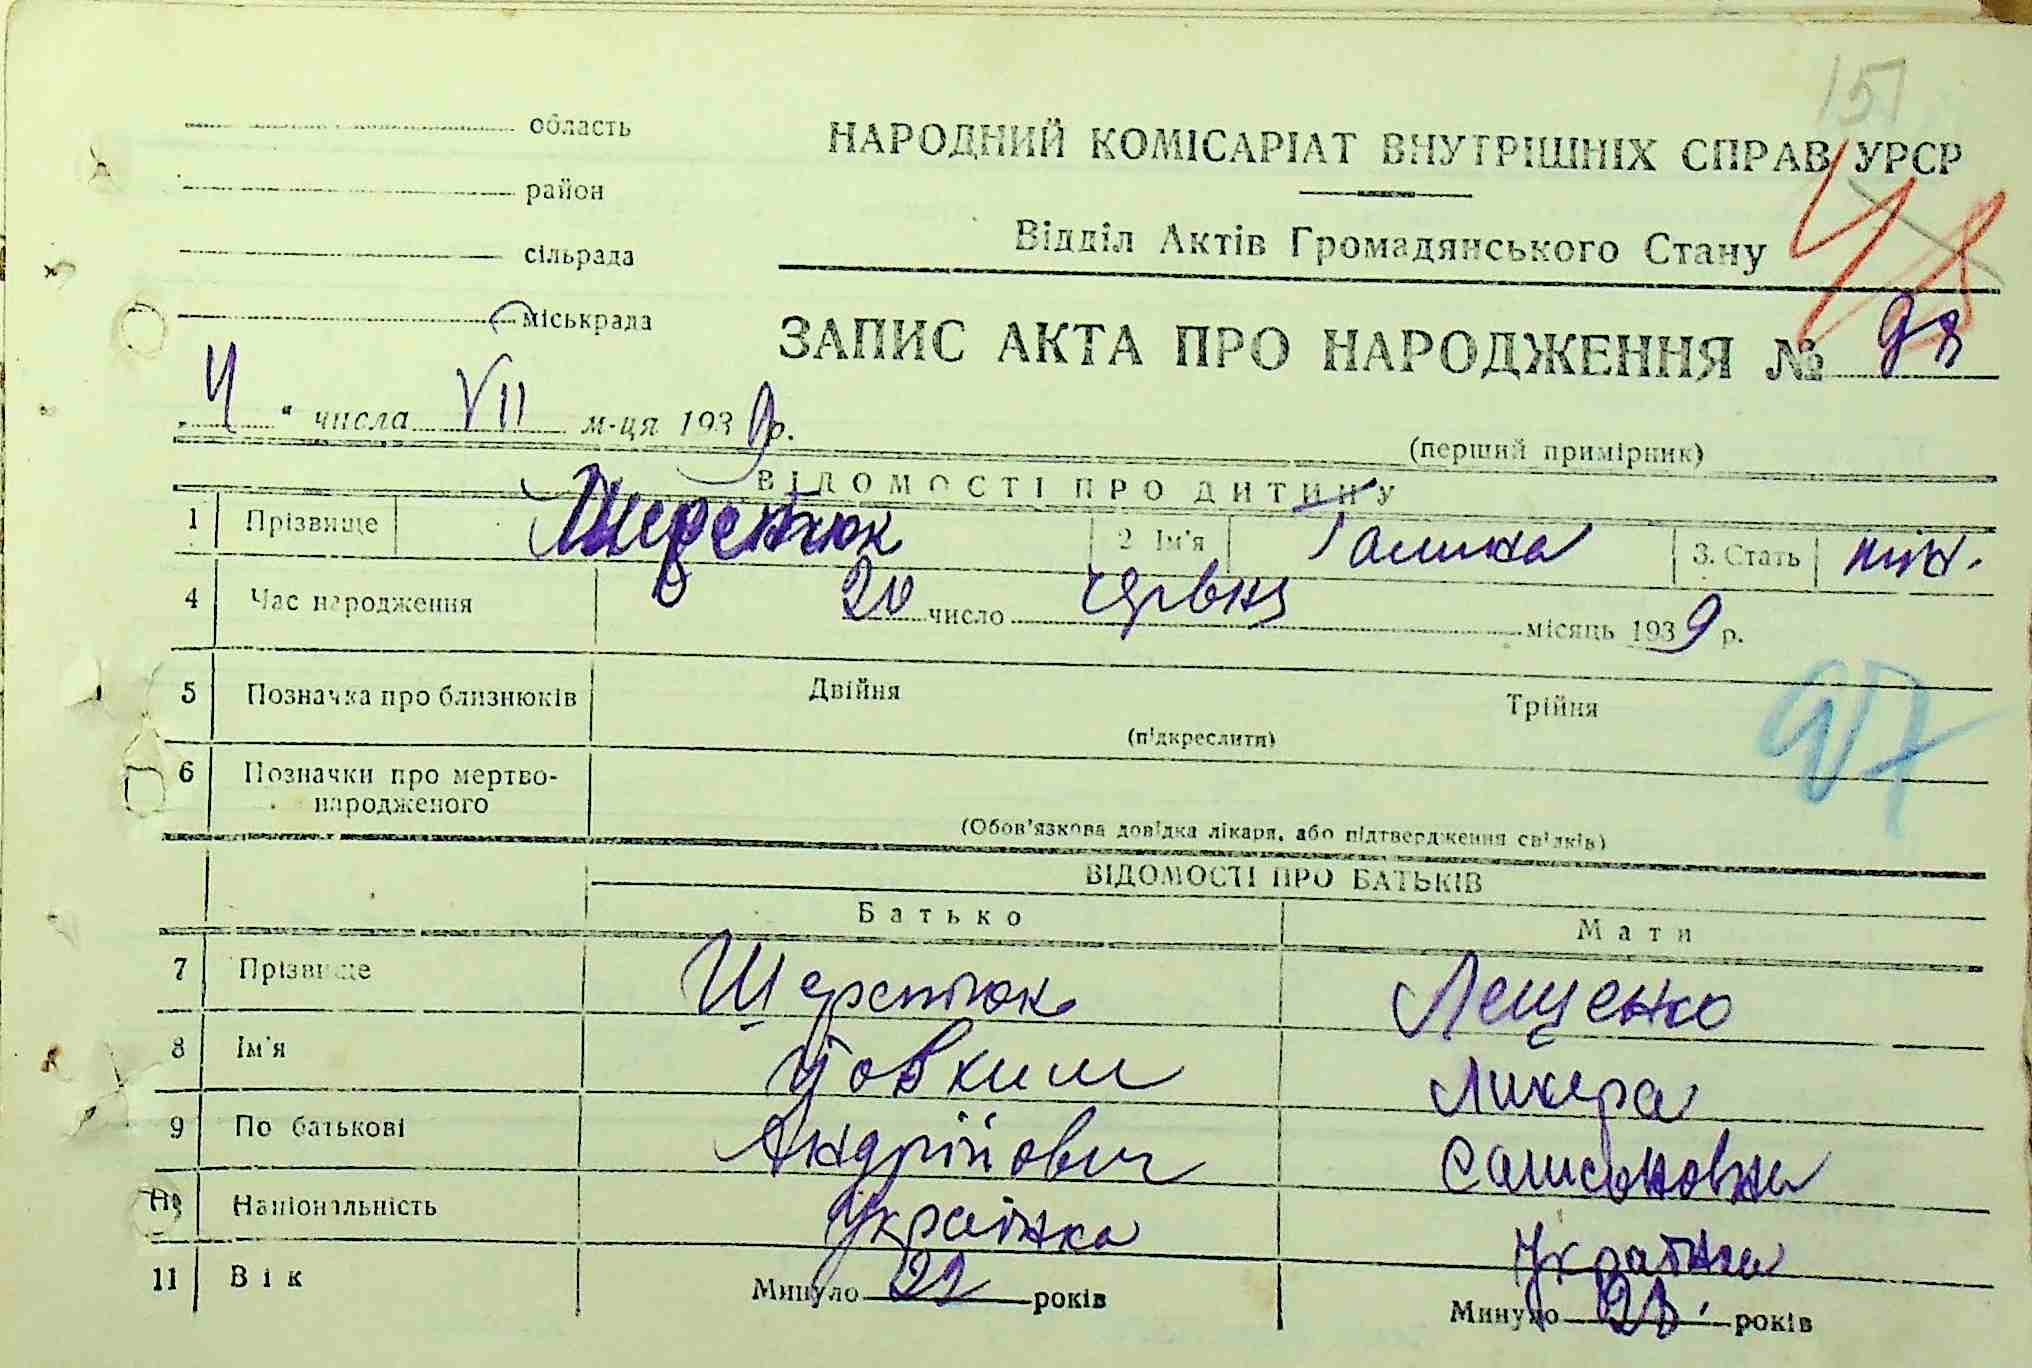 151
область
НАРОДНИЙ КОМІСАРІАТ ВНУТРІШНІХ СПРАВ УРСР
район
Відділ Актів Громадянського Стану
сільрада
міськрада
ЗАПИС АКТА ПРО НАРОДЖЕННЯ № 98
„ 4 “ числа VII м-ця 1939 р.
(перший примірник)
ВІДОМОСТІ ПРО ДИТИНУ
1 Прізвище Шерстюк 2 Ім'я Галина 3. Стать жін.
4 Час народження 20 число червня місяць 1939 р.
5 Позначка про близнюків Двійня Трійня
(підкреслити)
97
6 Позначки про мертво-
народженого
(Обов'язкова довідка лікаря, або підтвердження свідків)
ВІДОМОСТІ ПРО БАТЬКІВ
Батько Мати
7 Прізвище Шерстюк Лещенко
8 Ім'я Йовким Ликера
9 По батькові Андрійович Самсоновна
10 Національність Українка Українка
11 Вік Минуло 22 років Минуло 23 років